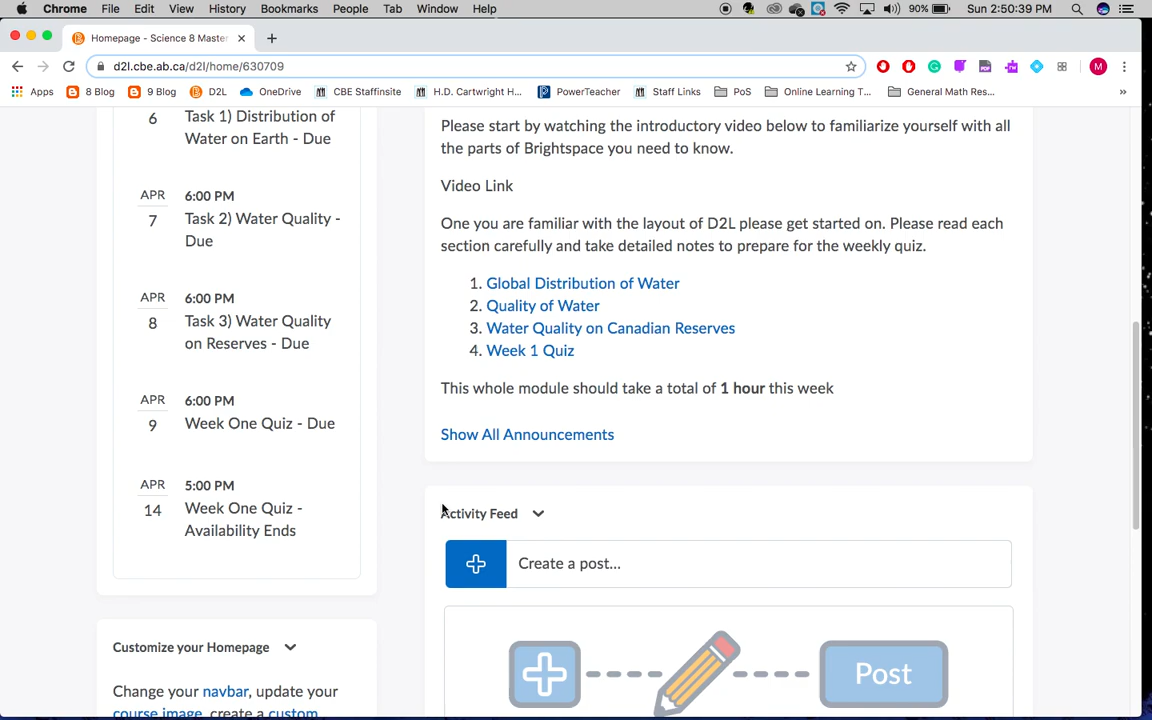 Chrome File Edit View History Bookmarks People Tab Window Help 90% Sun 2:50:39 PM
Homepage - Science 8 Master
d2l.cbe.ab.ca/d2l/home/630709 M
Apps 8 Blog 9 Blog D2L OneDrive CBE Staffinsite H.D. Cartwright H... PowerTeacher Staff Links PoS Online Learning T... General Math Res... »
6 Task 1) Distribution of
Water on Earth - Due
APR 6:00 PM
7 Task 2) Water Quality -
Due
APR 6:00 PM
8 Task 3) Water Quality
on Reserves - Due
APR 6:00 PM
9 Week One Quiz - Due
APR 5:00 PM
14 Week One Quiz -
Availability Ends
Customize your Homepage
Change your navbar, update your
course image, create a custom
Please start by watching the introductory video below to familiarize yourself with all
the parts of Brightspace you need to know.
Video Link
One you are familiar with the layout of D2L please get started on. Please read each
section carefully and take detailed notes to prepare for the weekly quiz.
1. Global Distribution of Water
2. Quality of Water
3. Water Quality on Canadian Reserves
4. Week 1 Quiz
This whole module should take a total of 1 hour this week
Show All Announcements
Activity Feed
Create a post...
Post